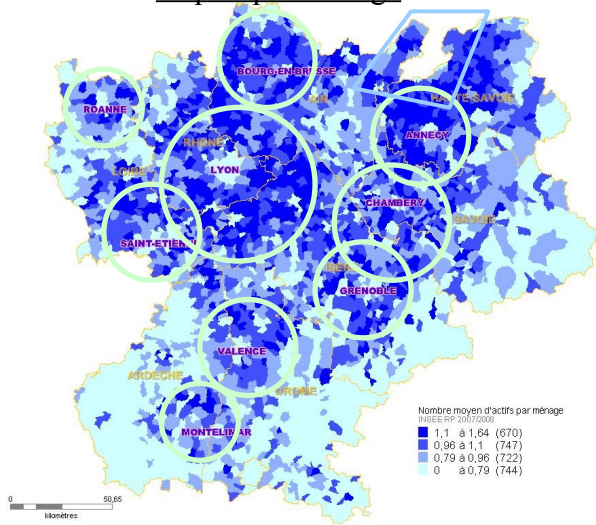 BOURG-EN-BRESSE
AIN
HAUTE-SAVOIE
ROANNE
ANNECY
RHONE
LYON
LOIRE
CHAMBERY
SAVOIE
SAINT-ETIENN
ISERE
GRENOBLE
VALENCE
ARDECHE
DROME
MONTELIMAR
Nombre moyen d'actifs par ménage
INSEE RP 2007/2008
1,1 à 1,64 (670)
0,96 à 1,1 (747)
0,79 à 0,96 (722)
0 à 0,79 (744)
0 50,65
kilomètres